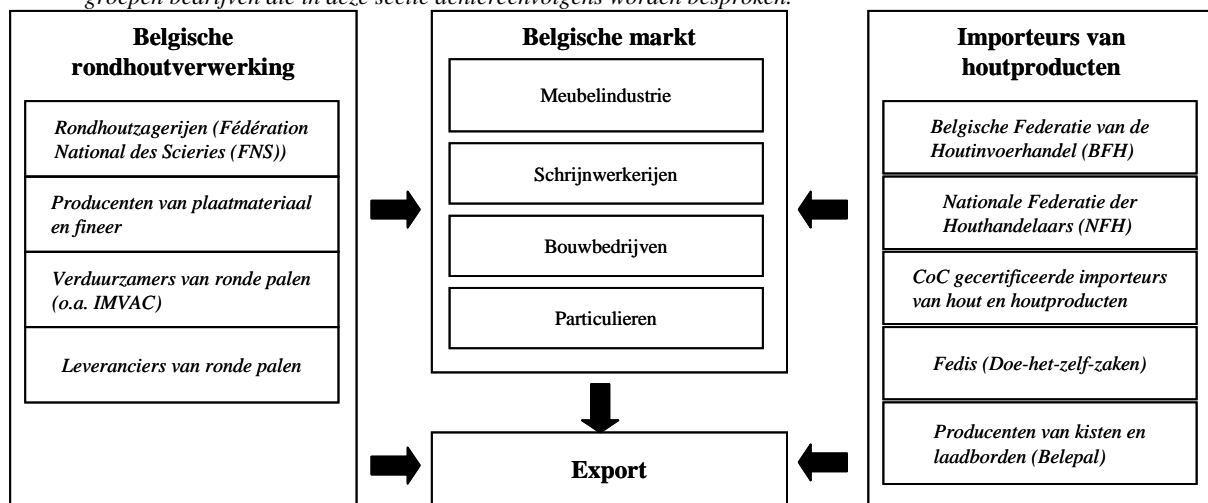 groepen bedrijven die in deze sectie achtereenvolgens worden besproken.
Belgische
rondhoutverwerking
Rondhoutzagerijen (Fédération
National des Scieries (FNS))
Producenten van plaatmateriaal
en fineer
Verduurzamers van ronde palen
(o.a. IMVAC)
Leveranciers van ronde palen
Belgische markt
Meubelindustrie
Schrijnwerkerijen
Bouwbedrijven
Particulieren
Export
Importeurs van
houtproducten
Belgische Federatie van de
Houtinvoerhandel (BFH)
Nationale Federatie der
Houthandelaars (NFH)
CoC gecertificeerde importeurs
van hout en houtproducten
Fedis (Doe-het-zelf-zaken)
Producenten van kisten en
laadborden (Belepal)